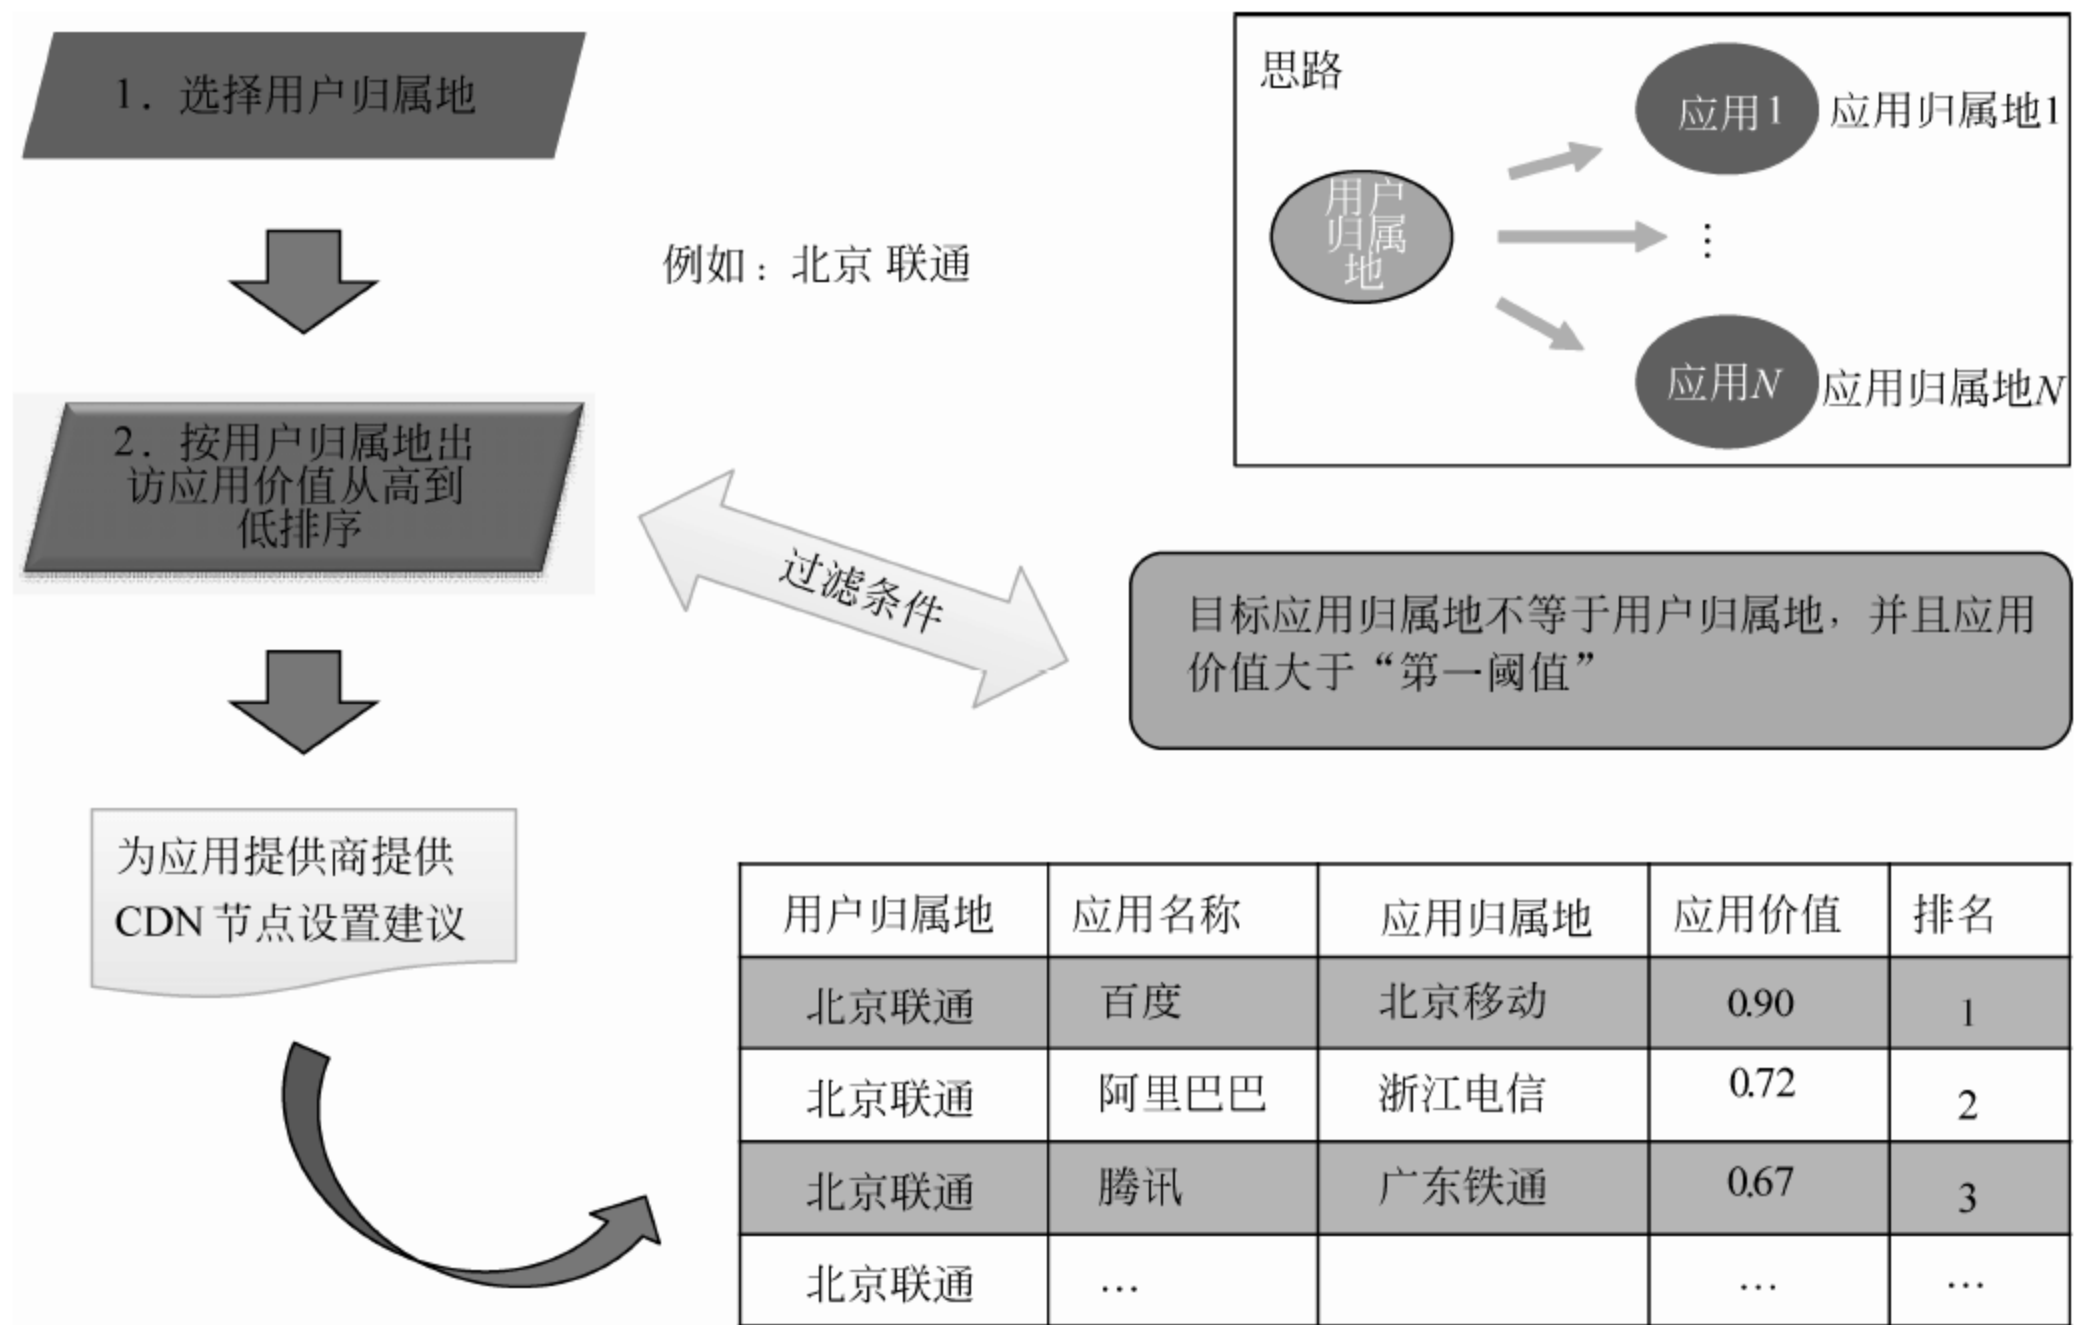 1. 选择用户归属地
例如：北京 联通
思路
应用1
应用归属地1
用户
归属
地
⋮
应用N
应用归属地N
2. 按用户归属地出
访应用价值从高到
低排序
过滤条件
目标应用归属地不等于用户归属地，并且应用
价值大于“第一阈值”
为应用提供商提供
CDN节点设置建议
用户归属地 应用名称 应用归属地 应用价值 排名
北京联通 百度 北京移动 0.90 1
北京联通 阿里巴巴 浙江电信 0.72 2
北京联通 腾讯 广东铁通 0.67 3
北京联通 … … …